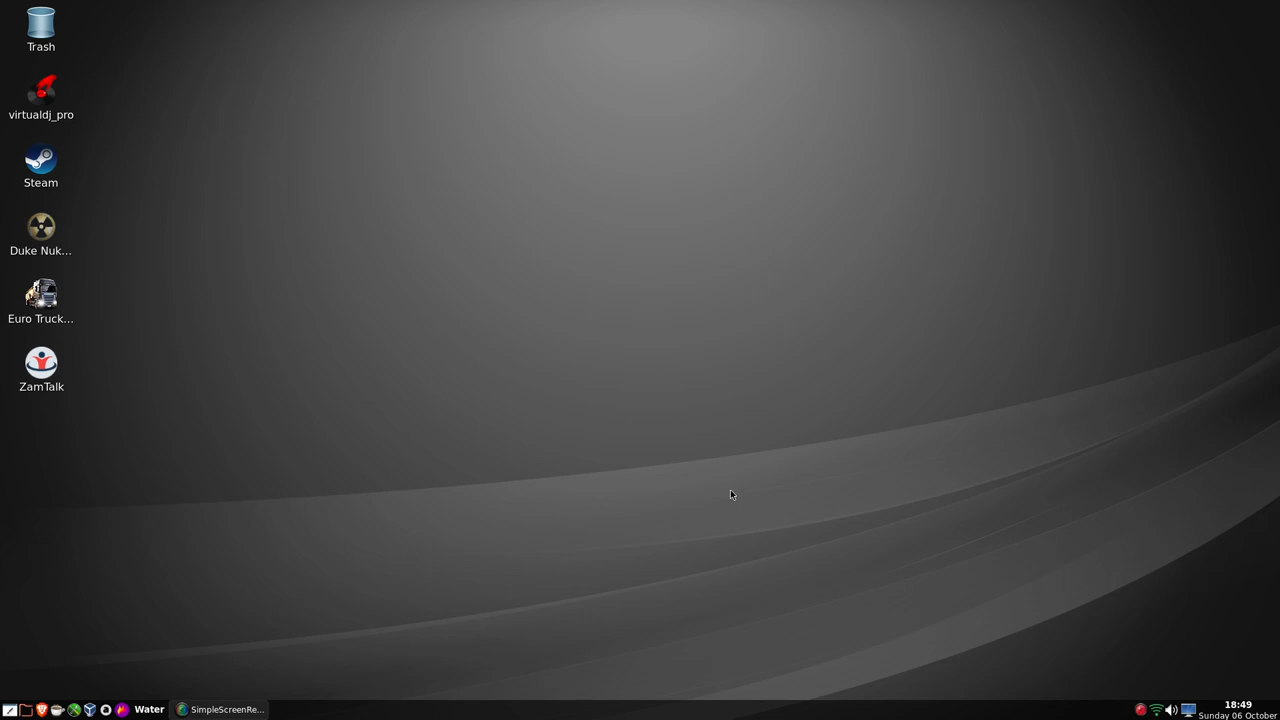 Trash
virtualdj_pro
Steam
Duke Nuk...
Euro Truck...
ZamTalk
Water
SimpleScreenRe...
18:49
Sunday 06 October